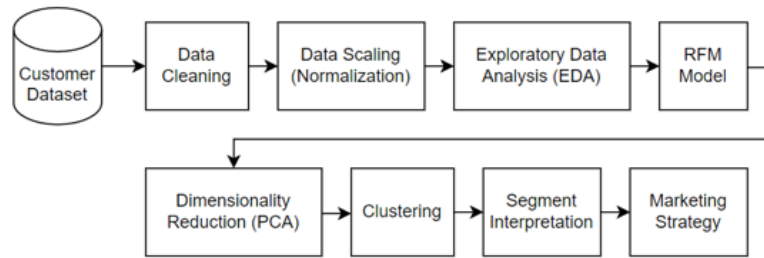 Customer
Dataset
Data
Cleaning
Data Scaling
(Normalization)
Exploratory Data
Analysis (EDA)
RFM
Model
Dimensionality
Reduction (PCA)
Clustering
Segment
Interpretation
Marketing
Strategy